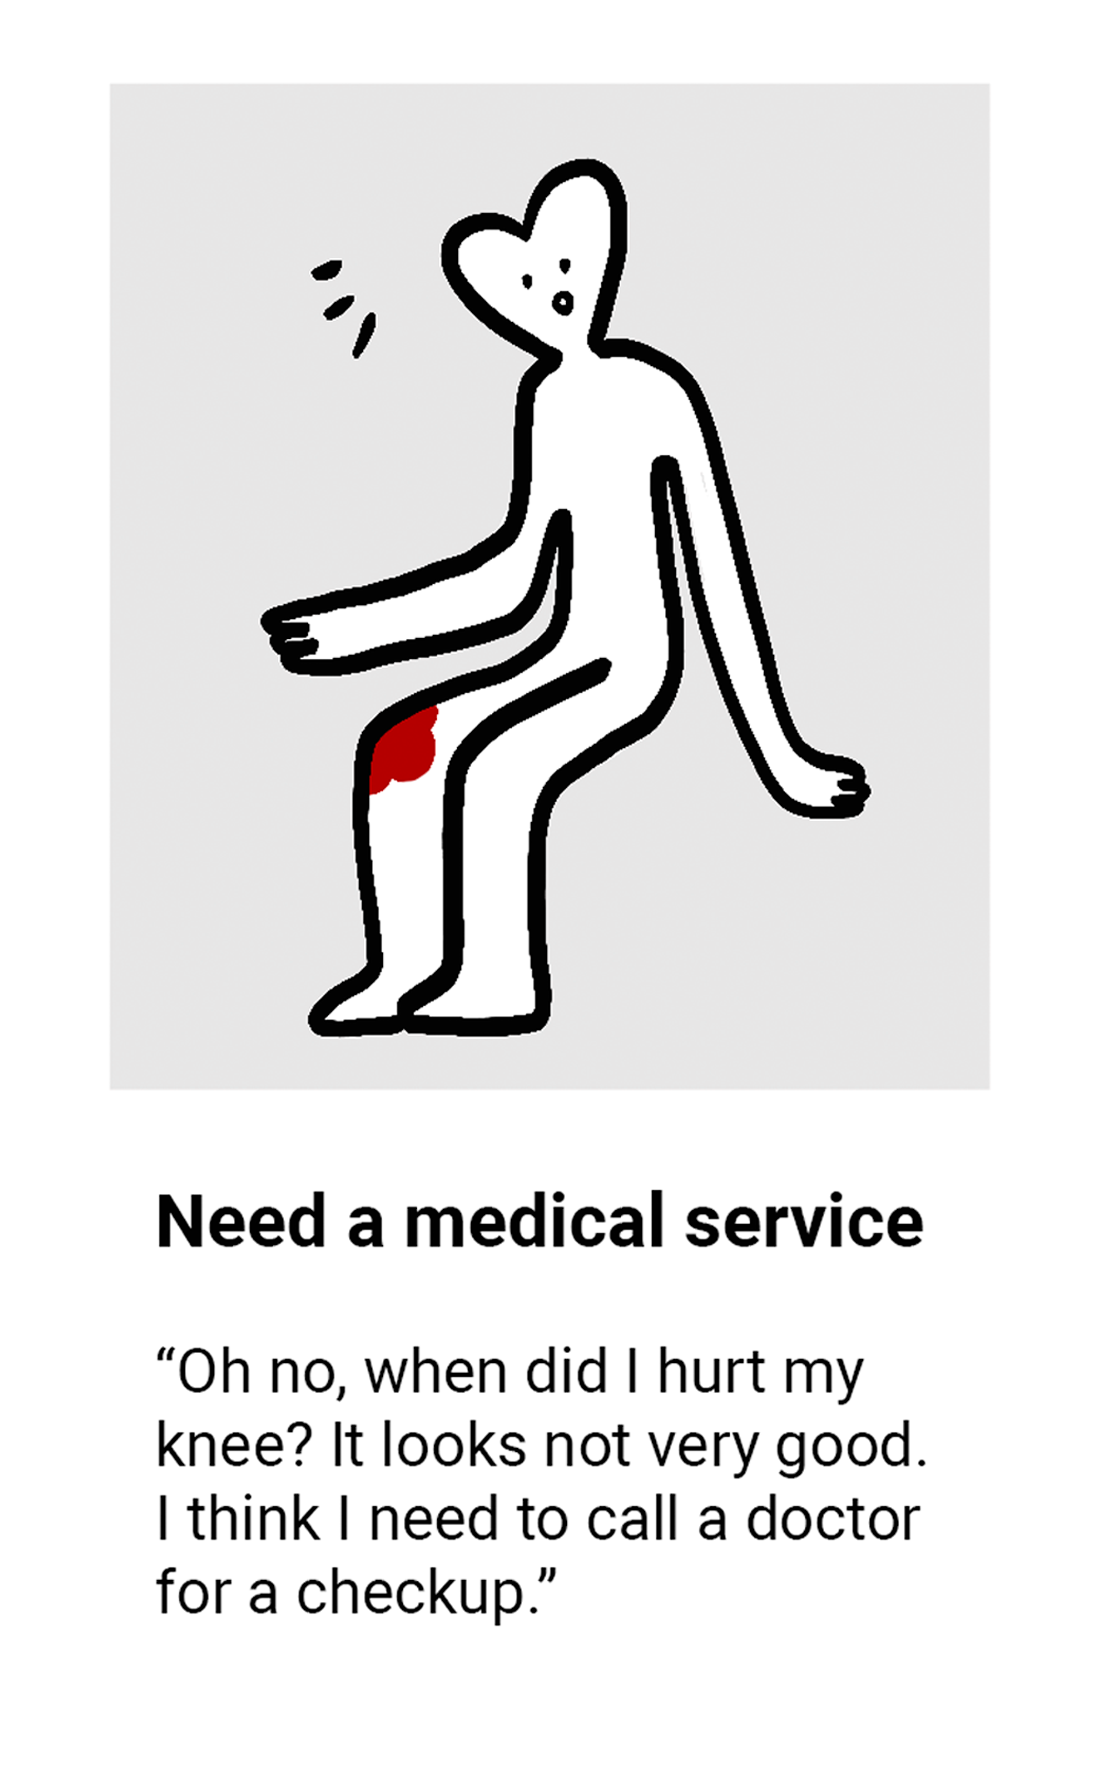 Need a medical service
“Oh no, when did I hurt my
knee? It looks not very good.
I think I need to call a doctor
for a checkup.”